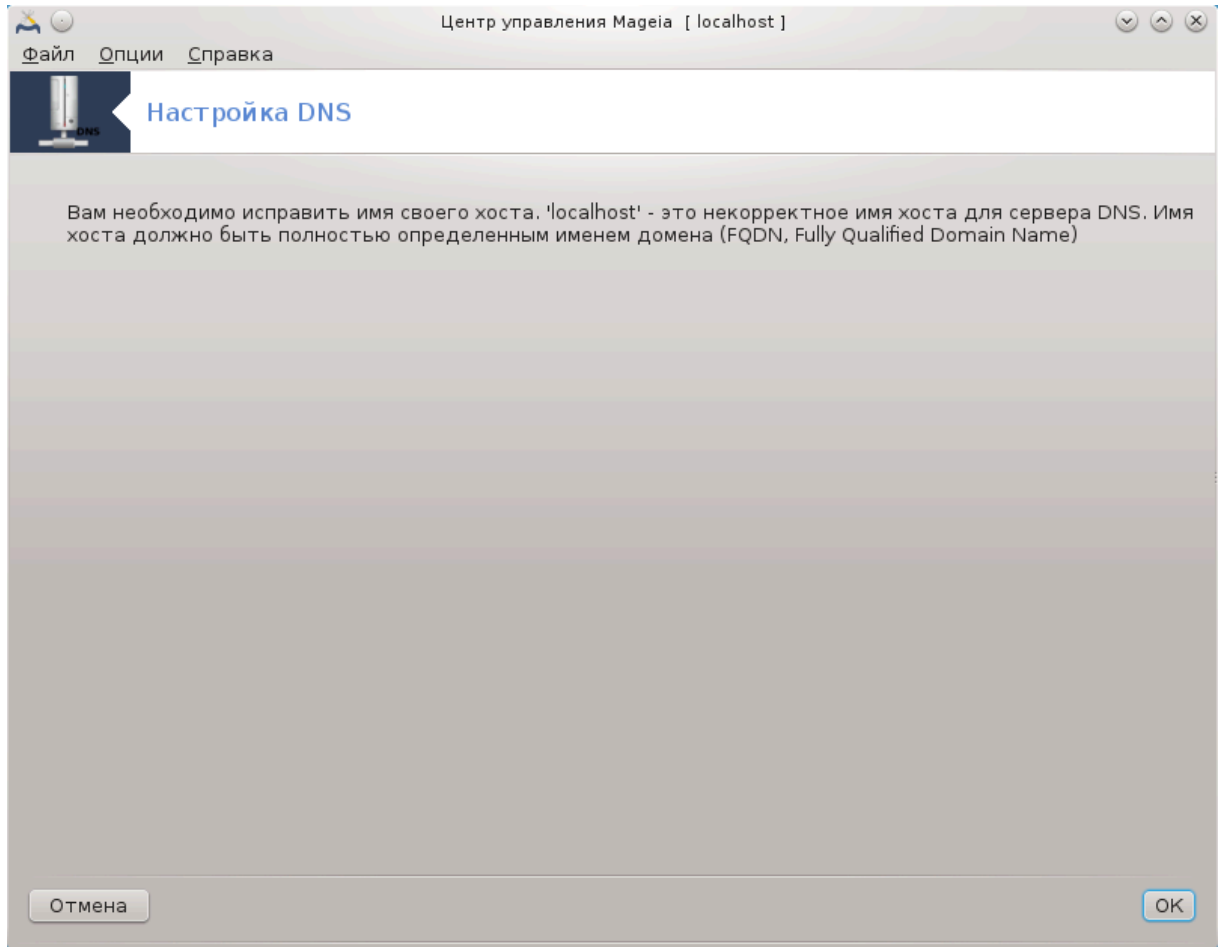 Центр управления Mageia [ localhost ]
Файл Опции Справка
DNS
Настройка DNS
Вам необходимо исправить имя своего хоста. 'localhost' - это некорректное имя хоста для сервера DNS. Имя
хоста должно быть полностью определенным именем домена (FQDN, Fully Qualified Domain Name)
Отмена
OK